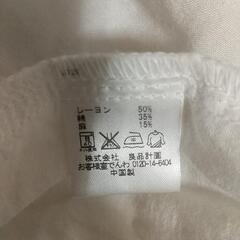 レーヨン 50%
綿 35%
麻 15%
株式会社 良品計画
お客様室でんわ 0120-14-6404
中国製